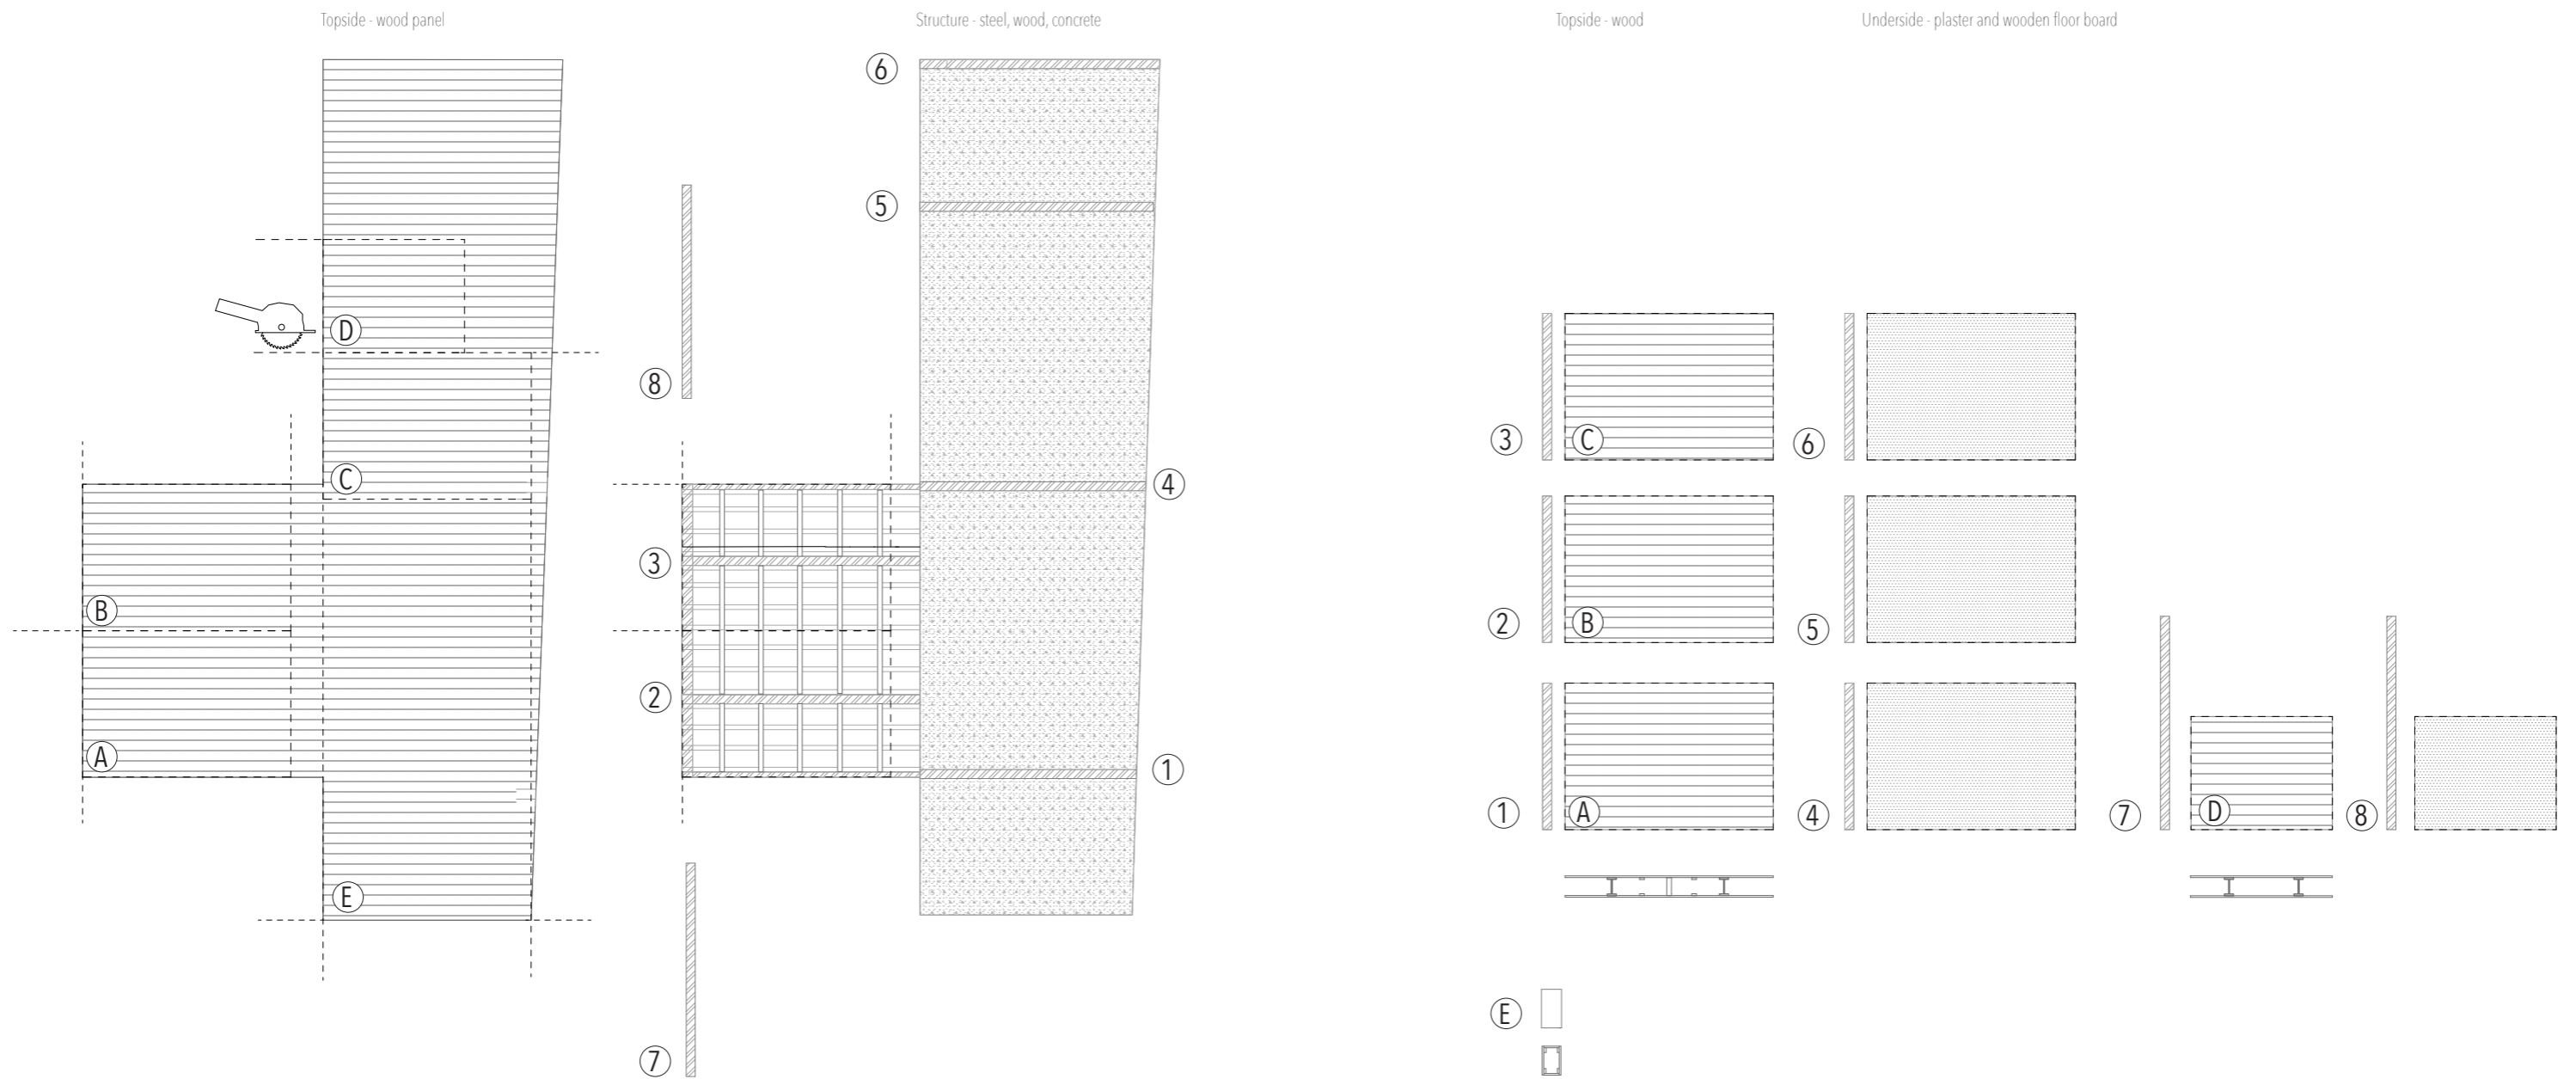 Topside - wood panel
Structure - steel, wood, concrete
Topside - wood
Underside - plaster and wooden floor board
6
5
D
8
C
4
3
B
2
A
1
E
7
3
C
6
2
B
5
1
A
4
7
D
8
E